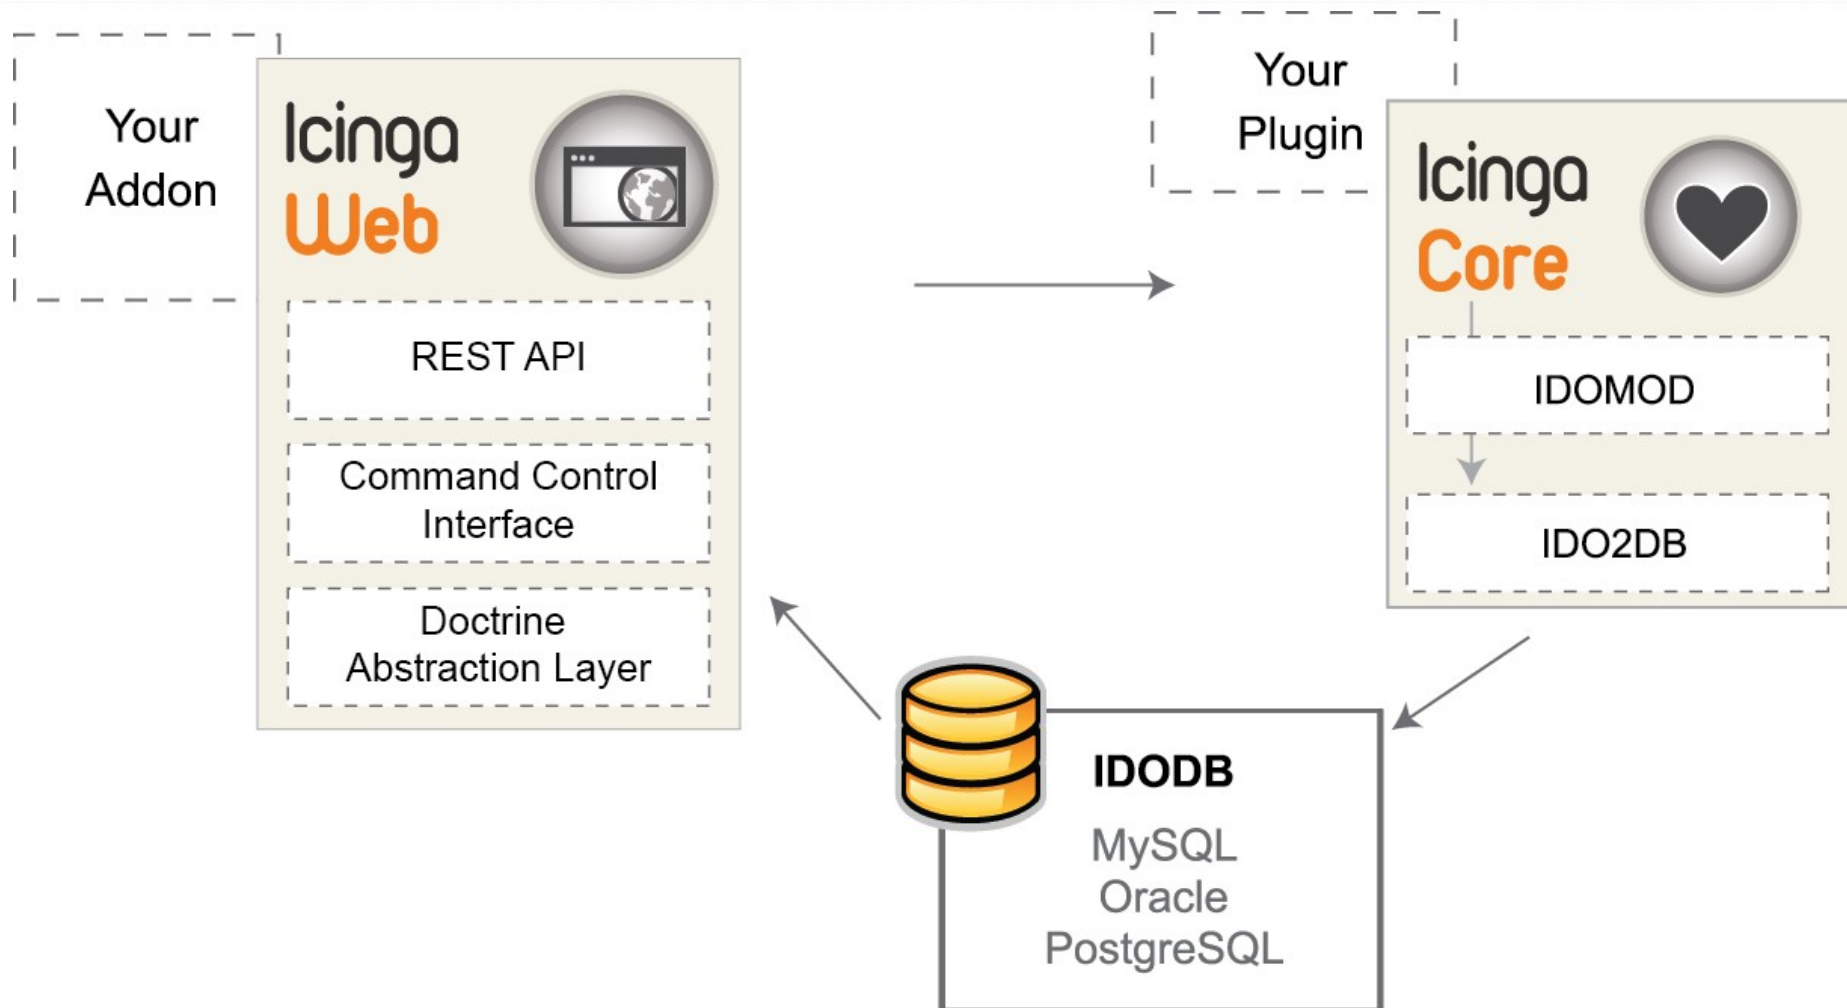 Your
Addon
Icinga
Web
REST API
Command Control
Interface
Doctrine
Abstraction Layer
Your
Plugin
Icinga
Core
IDOMOD
IDO2DB
IDODB
MySQL
Oracle
PostgreSQL